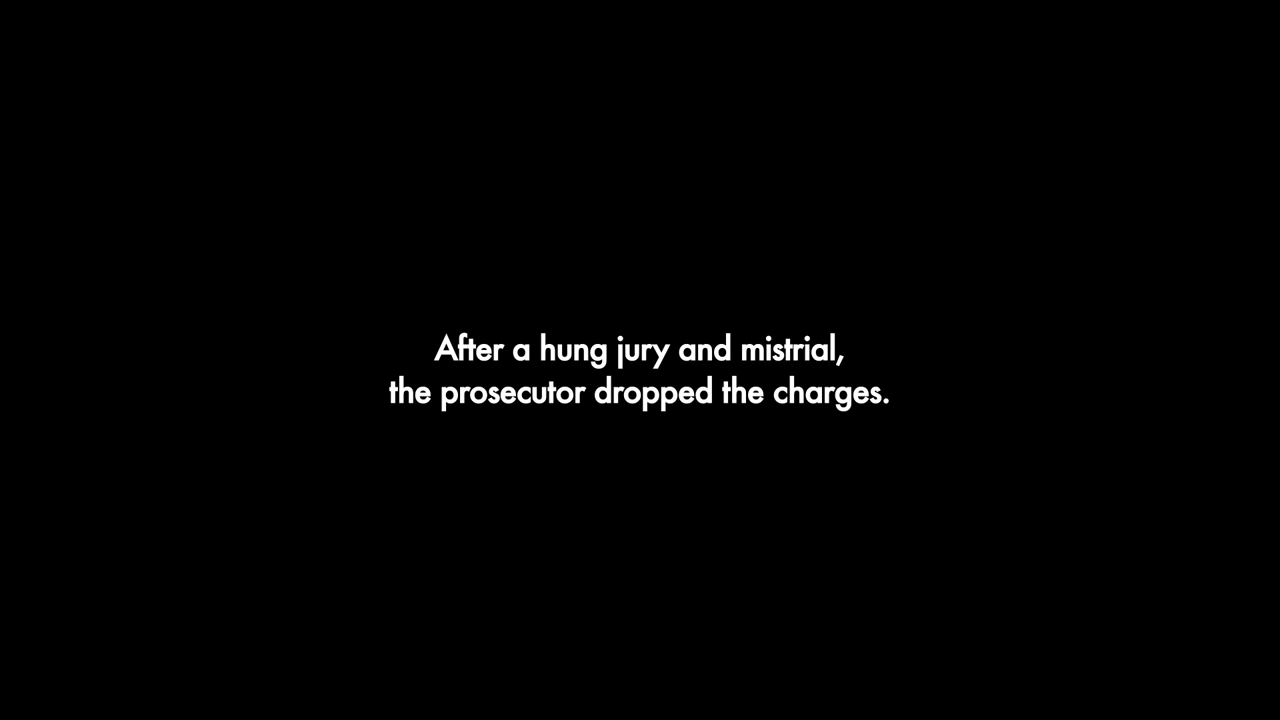 After a hung jury and mistrial,
the prosecutor dropped the charges.